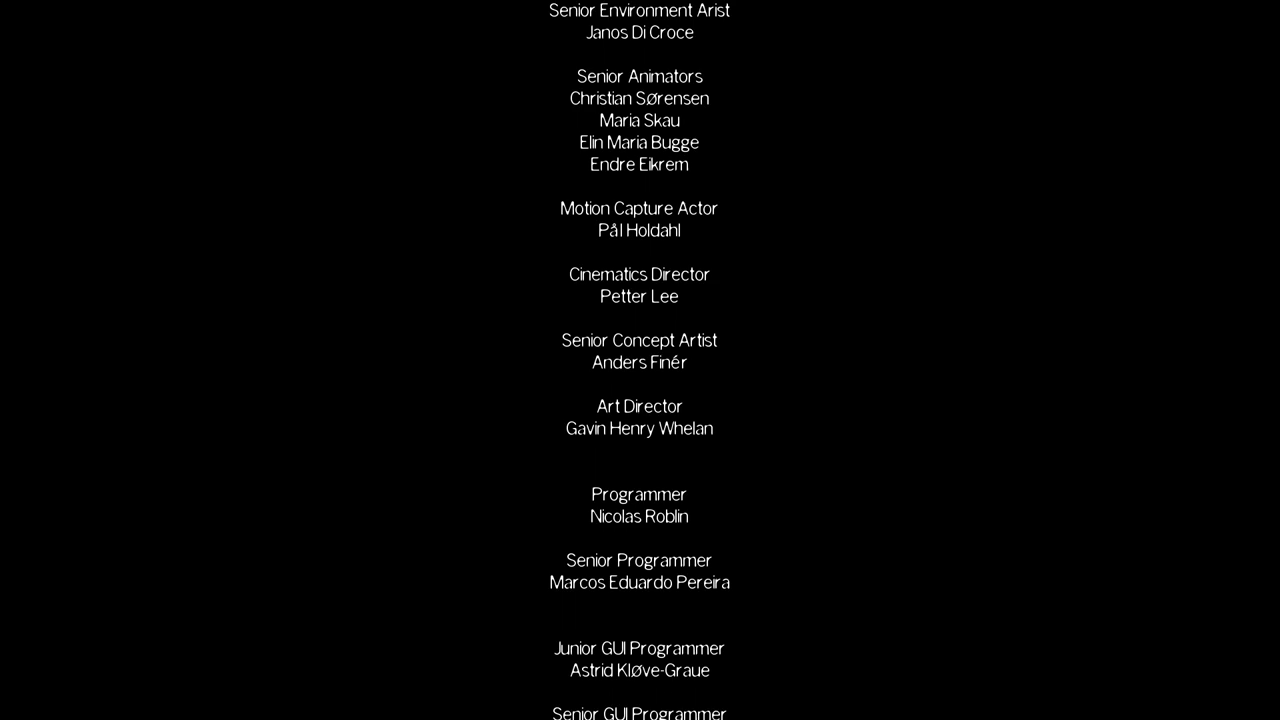 Senior Environment Arist
Janos Di Croce
Senior Animators
Christian Sørensen
Maria Skau
Elin Maria Bugge
Endre Eikrem
Motion Capture Actor
Pål Holdahl
Cinematics Director
Petter Lee
Senior Concept Artist
Anders Finér
Art Director
Gavin Henry Whelan
Programmer
Nicolas Roblin
Senior Programmer
Marcos Eduardo Pereira
Junior GUI Programmer
Astrid Kløve-Graue
Senior GUI Programmer